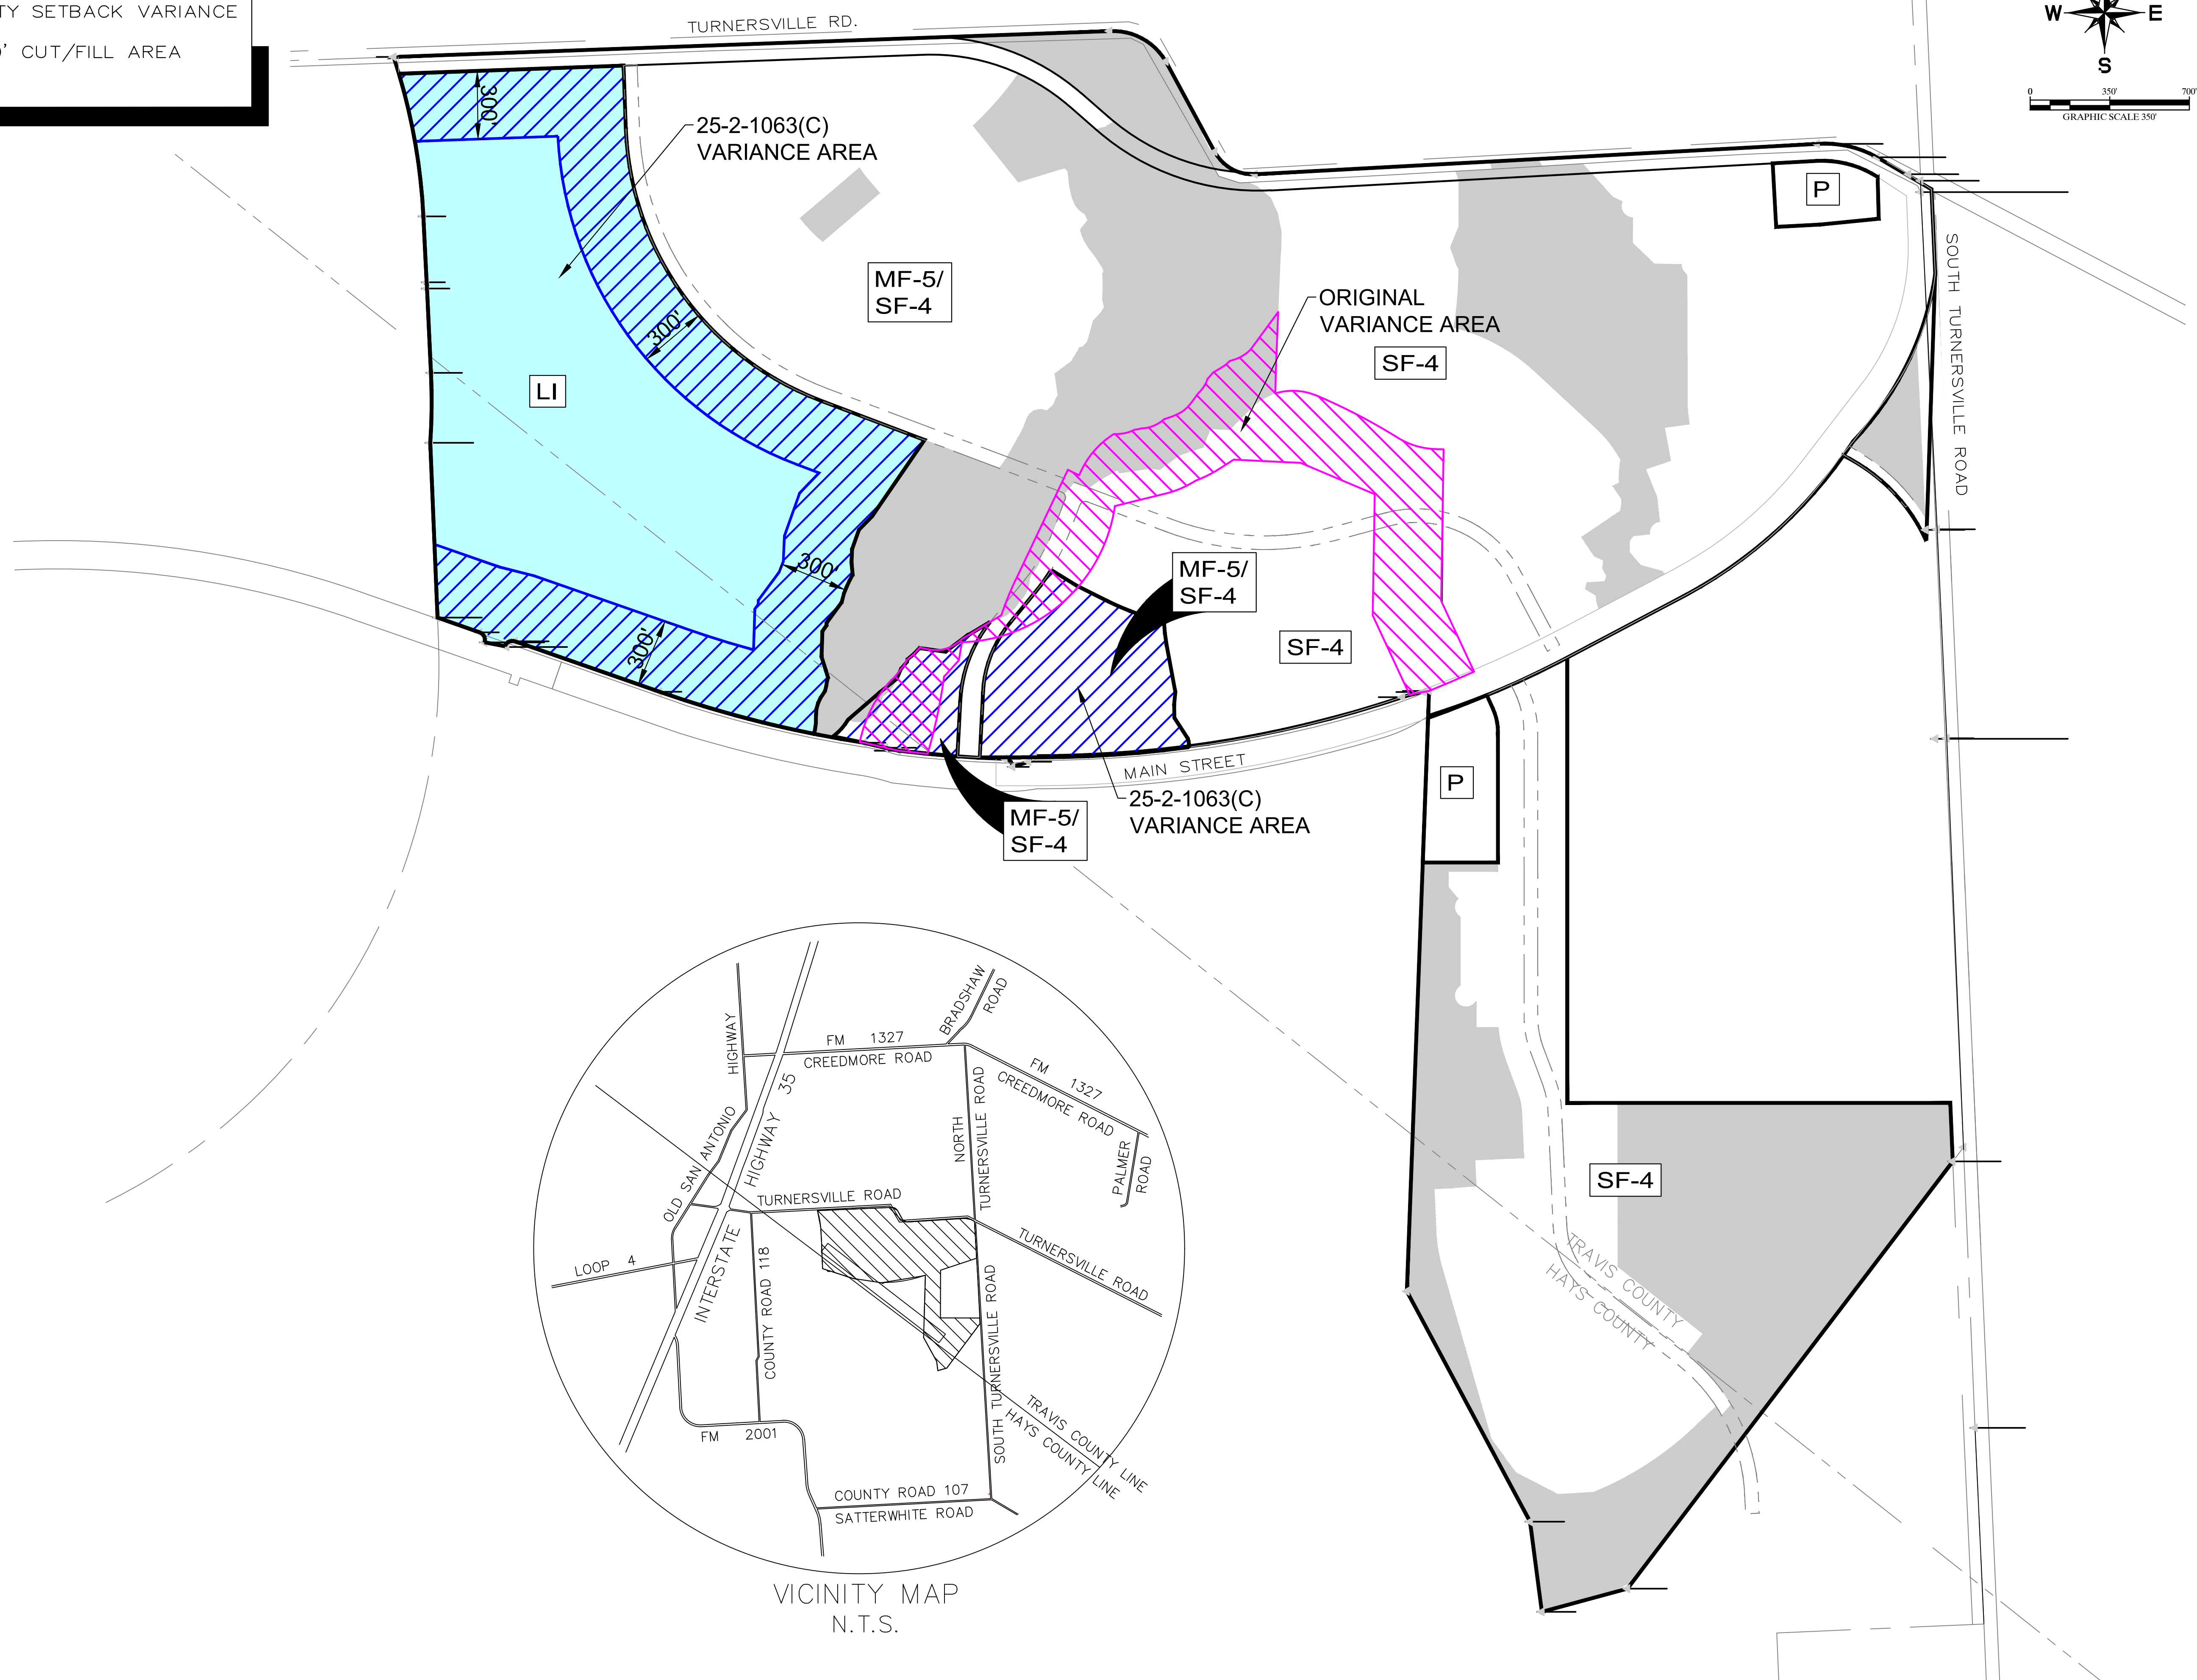 TY SETBACK VARIANCE
' CUT/FILL AREA
TURNERSVILLE RD.
W
E
S
0 350' 700'
GRAPHIC SCALE 350'
300'
25-2-1063(C)
VARIANCE AREA
P
MF-5/
SF-4
SOUTH TURNERSVILLE ROAD
ORIGINAL
VARIANCE AREA
SF-4
300'
LI
300'
MF-5/
SF-4
SF-4
300'
MAIN STREET
P
25-2-1063(C)
VARIANCE AREA
MF-5/
SF-4
SF-4
TRAVIS COUNTY
HAYS COUNTY
HIGHWAY
OLD SAN ANTONIO
FM 1327
CREEDMORE ROAD
BRADSHAW
ROAD
FM 1327
CREEDMORE ROAD
HIGHWAY 35
INTERSTATE
NORTH
TURNERSVILLE ROAD
PALMER
ROAD
TURNERSVILLE ROAD
TURNERSVILLE ROAD
LOOP 4
COUNTY ROAD 118
SOUTH TURNERSVILLE ROAD
TRAVIS COUNTY LINE
HAYS COUNTY LINE
FM 2001
COUNTY ROAD 107
SATTERWHITE ROAD
VICINITY MAP
N.T.S.